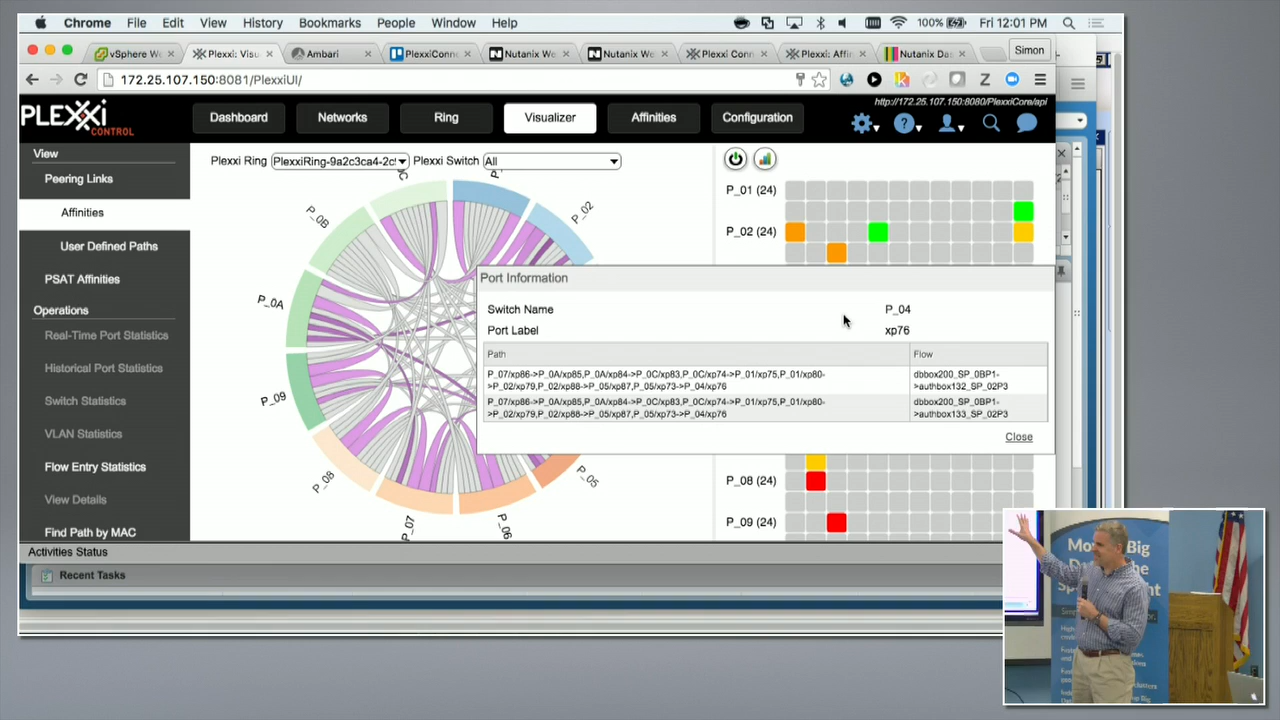 Chrome File Edit View History Bookmarks People Window Help 100% Fri 12:01 PM
vSphere We Plexxi: Visu Ambari PlexxiConne Nutanix We Nutanix We Plexxi Conn Plexxi: Affin Nutanix Das Simon
172.25.107.150:8081/PlexxiUI/
http://172.25.107.150:8080/PlexxiCore/api
PLEXXI CONTROL
Dashboard Networks Ring Visualizer Affinities Configuration
View
Peering Links
Affinities
User Defined Paths
PSAT Affinities
Operations
Real-Time Port Statistics
Historical Port Statistics
Switch Statistics
VLAN Statistics
Flow Entry Statistics
View Details
Find Path by MAC
Plexxi Ring PlexxiRing-9a2c3ca4-2c Plexxi Switch All
P_02
P_0B
P_0A
P_09
P_08
P_07
P_06
P_05
P_01 (24)
P_02 (24)
Port Information
Switch Name P_04
Port Label xp76
Path Flow
P_07/xp86->P_0A/xp85,P_0A/xp84->P_0C/xp83,P_0C/xp74->P_01/xp75,P_01/xp80- dbbox200_SP_0BP1-
>P_02/xp79,P_02/xp88->P_05/xp87,P_05/xp73->P_04/xp76 >authbox132_SP_02P3
P_07/xp86->P_0A/xp85,P_0A/xp84->P_0C/xp83,P_0C/xp74->P_01/xp75,P_01/xp80- dbbox200_SP_0BP1-
>P_02/xp79,P_02/xp88->P_05/xp87,P_05/xp73->P_04/xp76 >authbox133_SP_02P3
Close
P_08 (24)
P_09 (24)
Activities Status
Recent Tasks
Mo Big